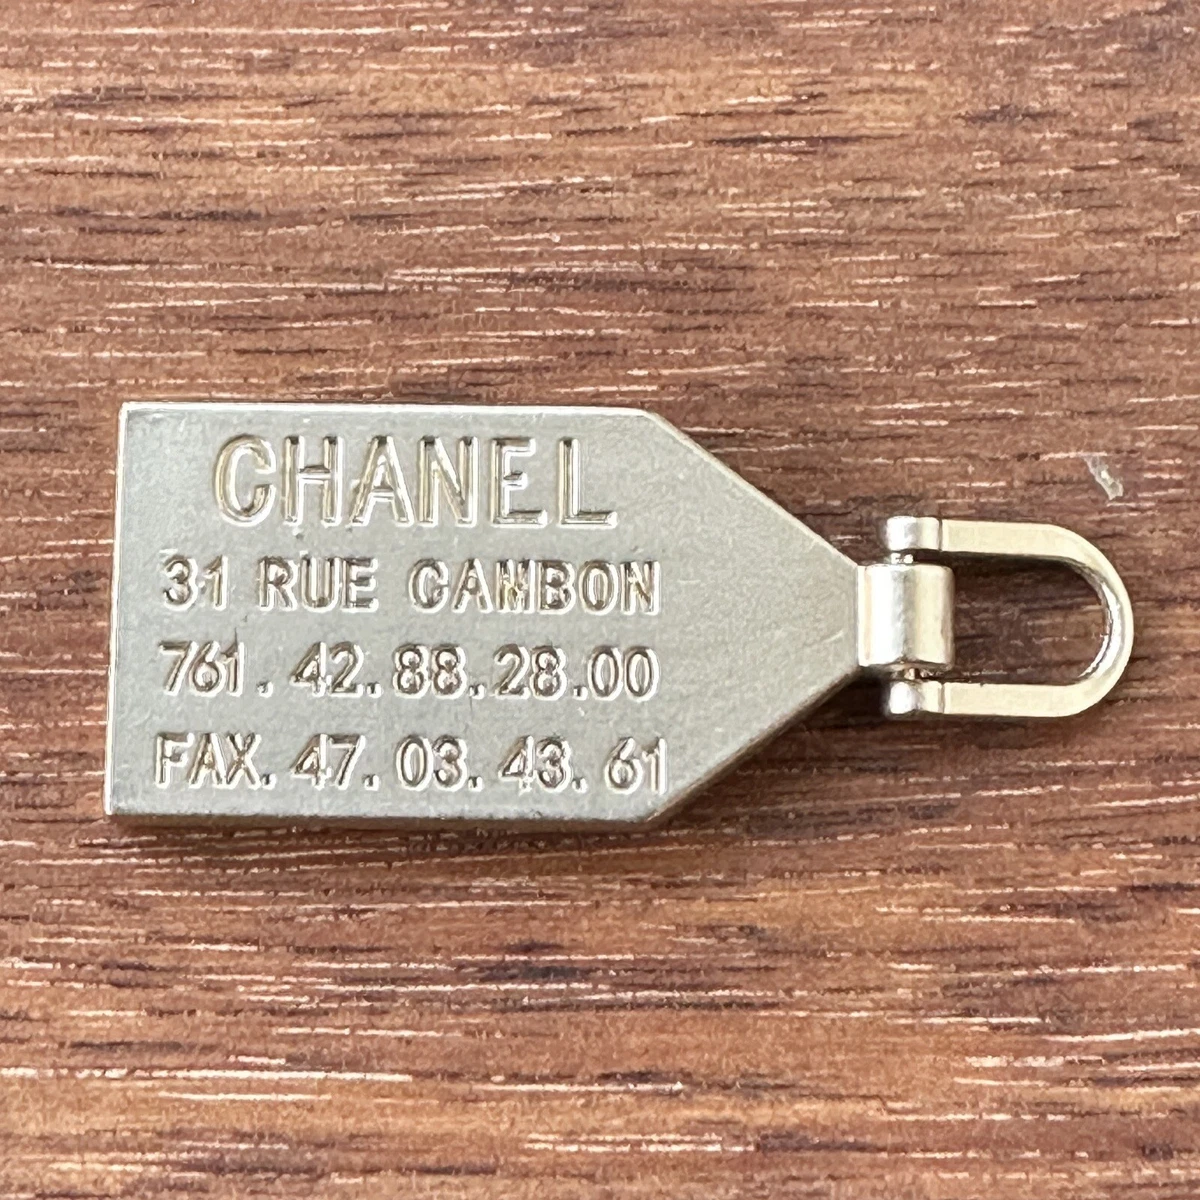 CHANEL
31 RUE CAMBON
761.42.88.28.00
FAX. 47. 03. 43. 61